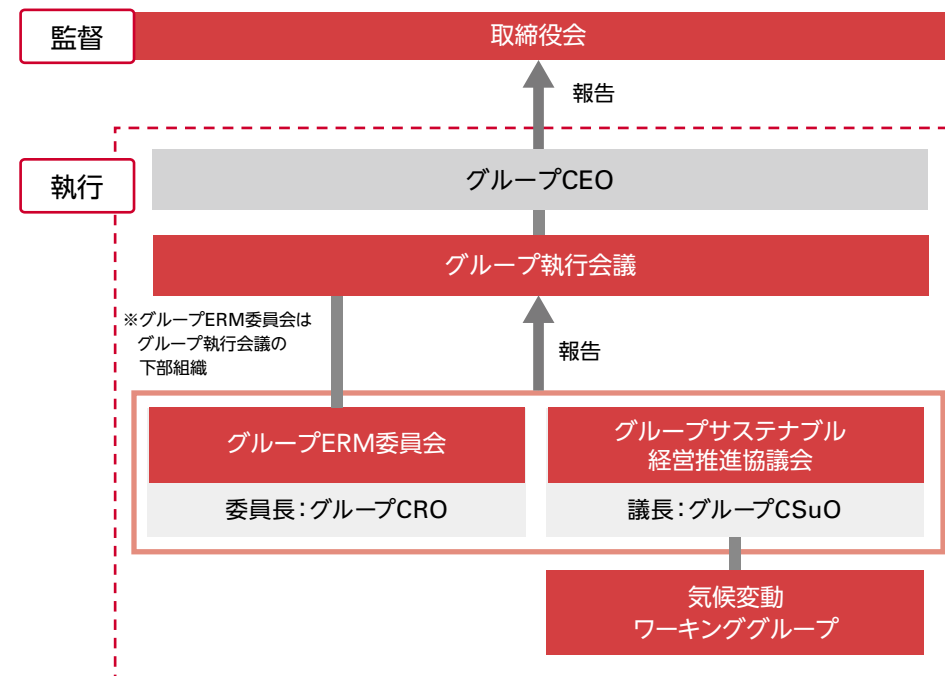 監督
取締役会
報告
執行
グループCEO
グループ執行会議
※グループERM委員会は
グループ執行会議の
下部組織
報告
グループERM委員会
委員長：グループCRO
グループサステナブル
経営推進協議会
議長：グループCSuO
気候変動
ワーキンググループ